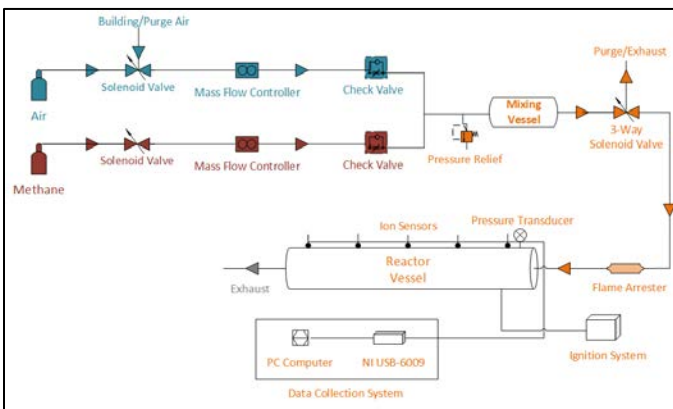 Building/Purge Air
Solenoid Valve
Mass Flow Controller
Check Valve
Air
Purge/Exhaust
Mixing
Vessel
3-Way
Solenoid Valve
Pressure Relief
Solenoid Valve
Mass Flow Controller
Check Valve
Methane
Ion Sensors
Pressure Transducer
Reactor
Vessel
Exhaust
Flame Arrester
PC Computer
NI USB-6009
Ignition System
Data Collection System